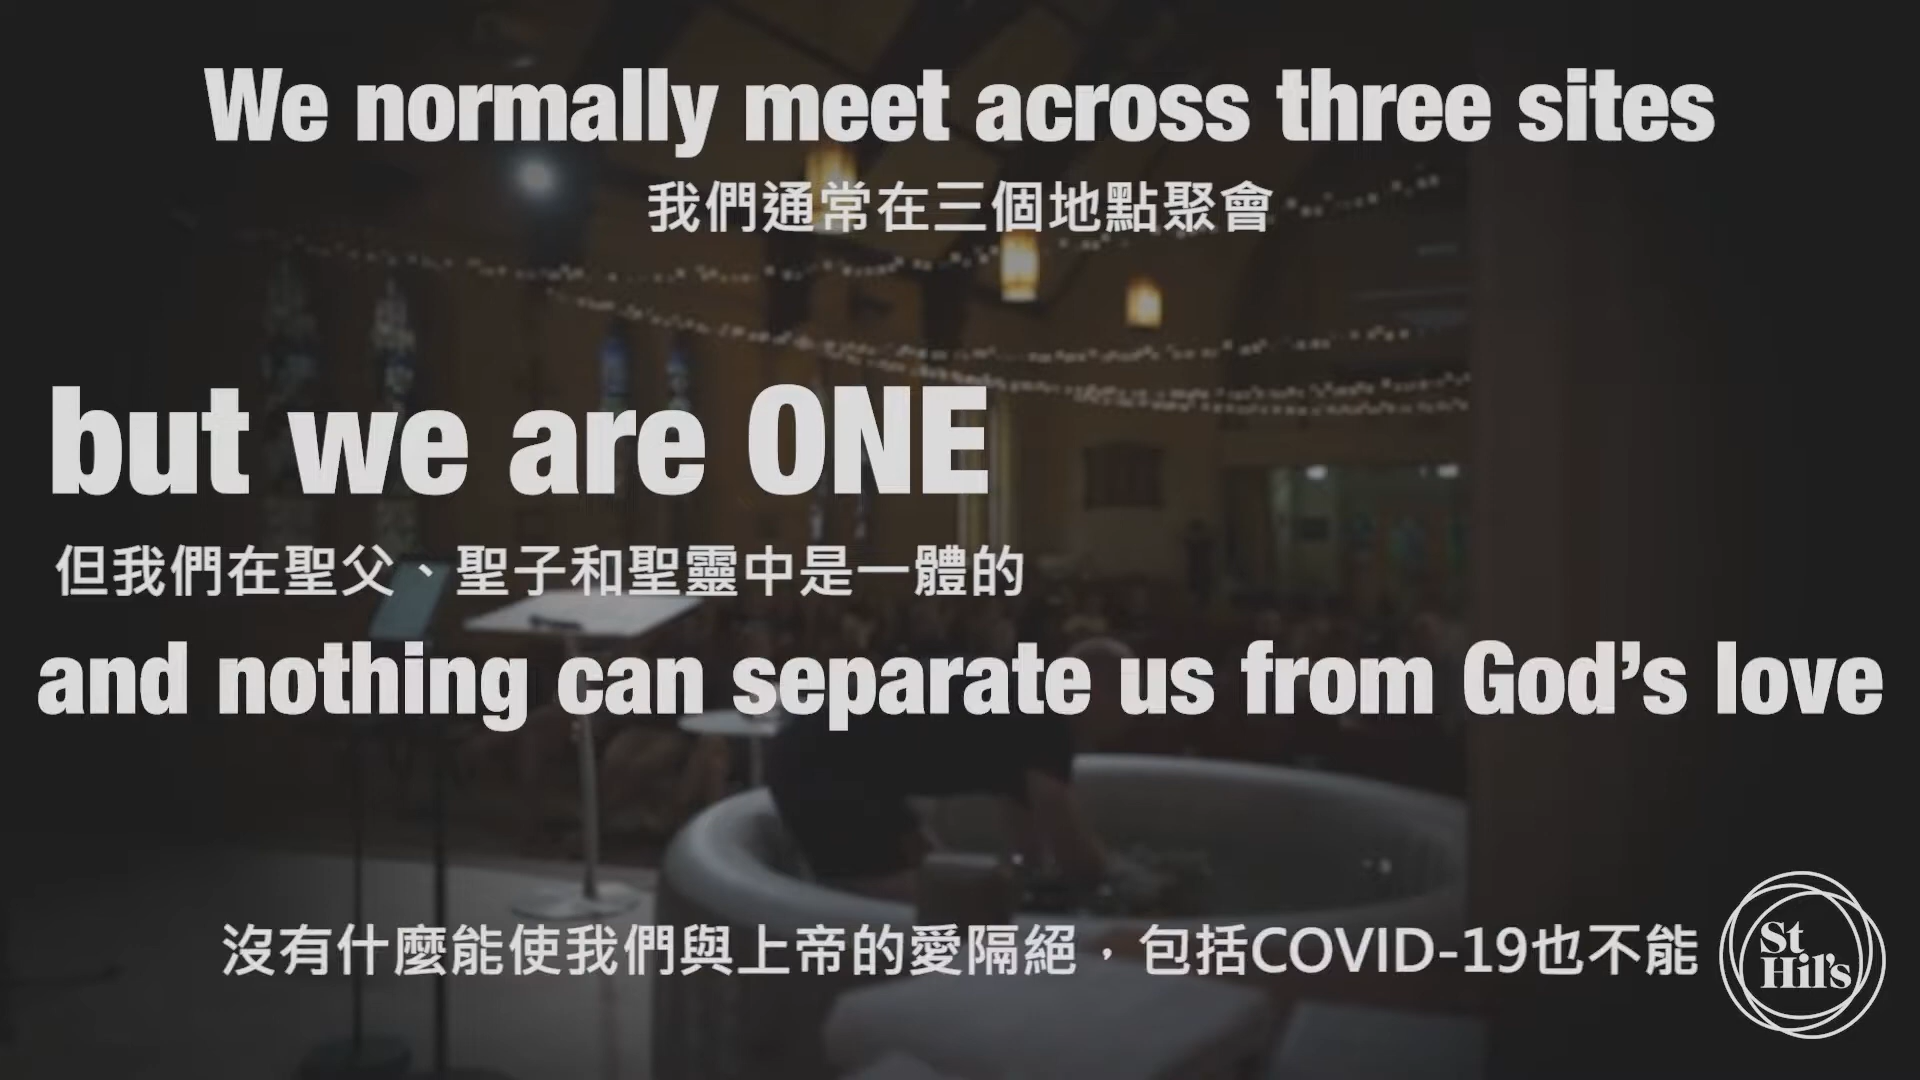 We normally meet across three sites
我們通常在三個地點聚會
but we are ONE
但我們在聖父、聖子和聖靈中是一體的
and nothing can separate us from God’s love
沒有什麼能使我們與上帝的愛隔絕，包括COVID-19也不能
St
Hil's